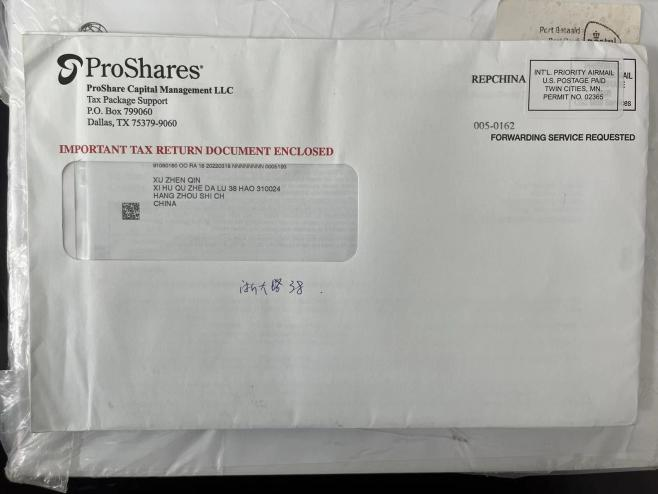 ProShares®
ProShare Capital Management LLC
Tax Package Support
P.O. Box 799060
Dallas, TX 75379-9060
REPCHINA
INT'L. PRIORITY AIRMAIL
U.S. POSTAGE PAID
TWIN CITIES, MN.
PERMIT NO. 02365
005-0162
FORWARDING SERVICE REQUESTED
IMPORTANT TAX RETURN DOCUMENT ENCLOSED
XU ZHEN QIN
XI HU QU ZHE DA LU 38 HAO 310024
HANG ZHOU SHI CH
CHINA
浙大路 38